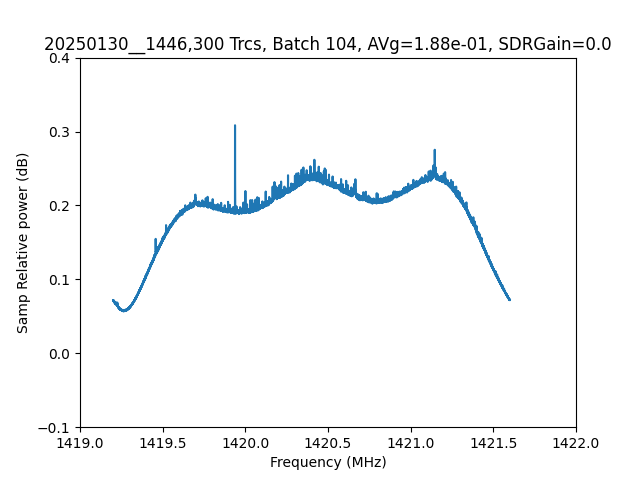 20250130__1446,300 Trcs, Batch 104, AVg=1.88e-01, SDRGain=0.0
0.4
0.3
0.2
0.1
0.0
−0.1
Samp Relative power (dB)
1419.0 1419.5 1420.0 1420.5 1421.0 1421.5 1422.0
Frequency (MHz)